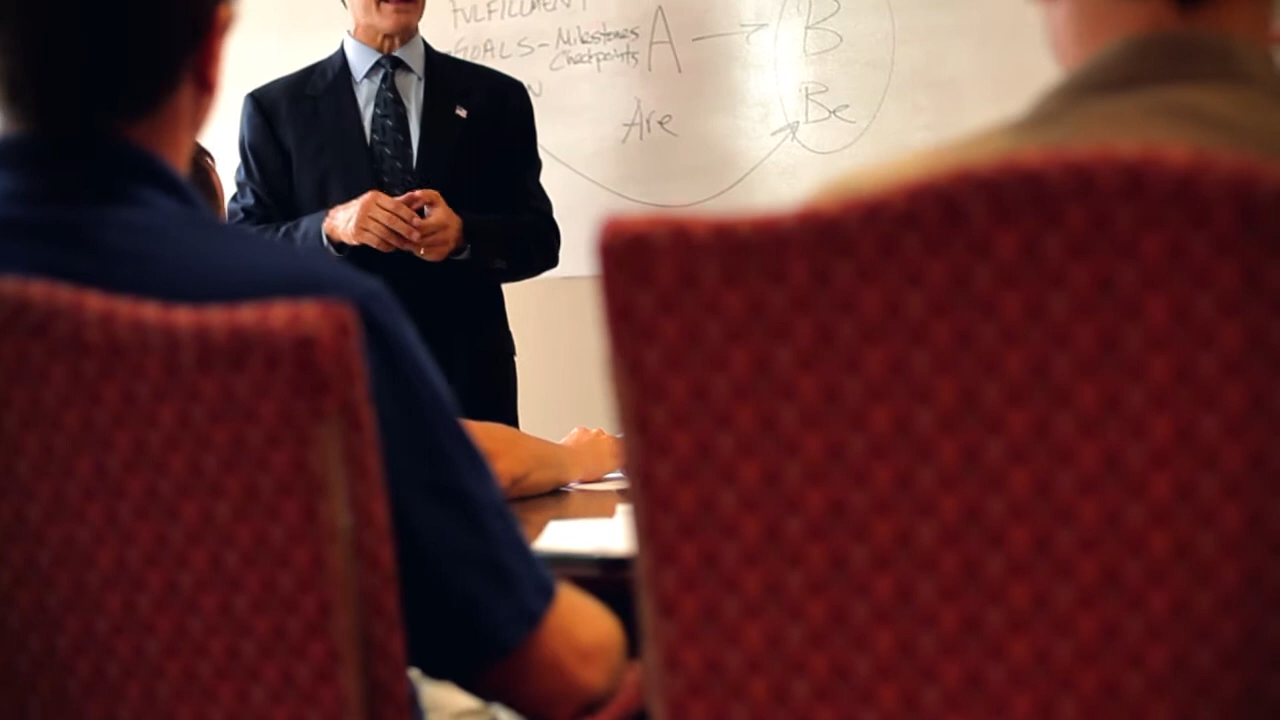 FULFILLMENT
GOALS - Milestones
Checkpoints
A → B
Are
Be